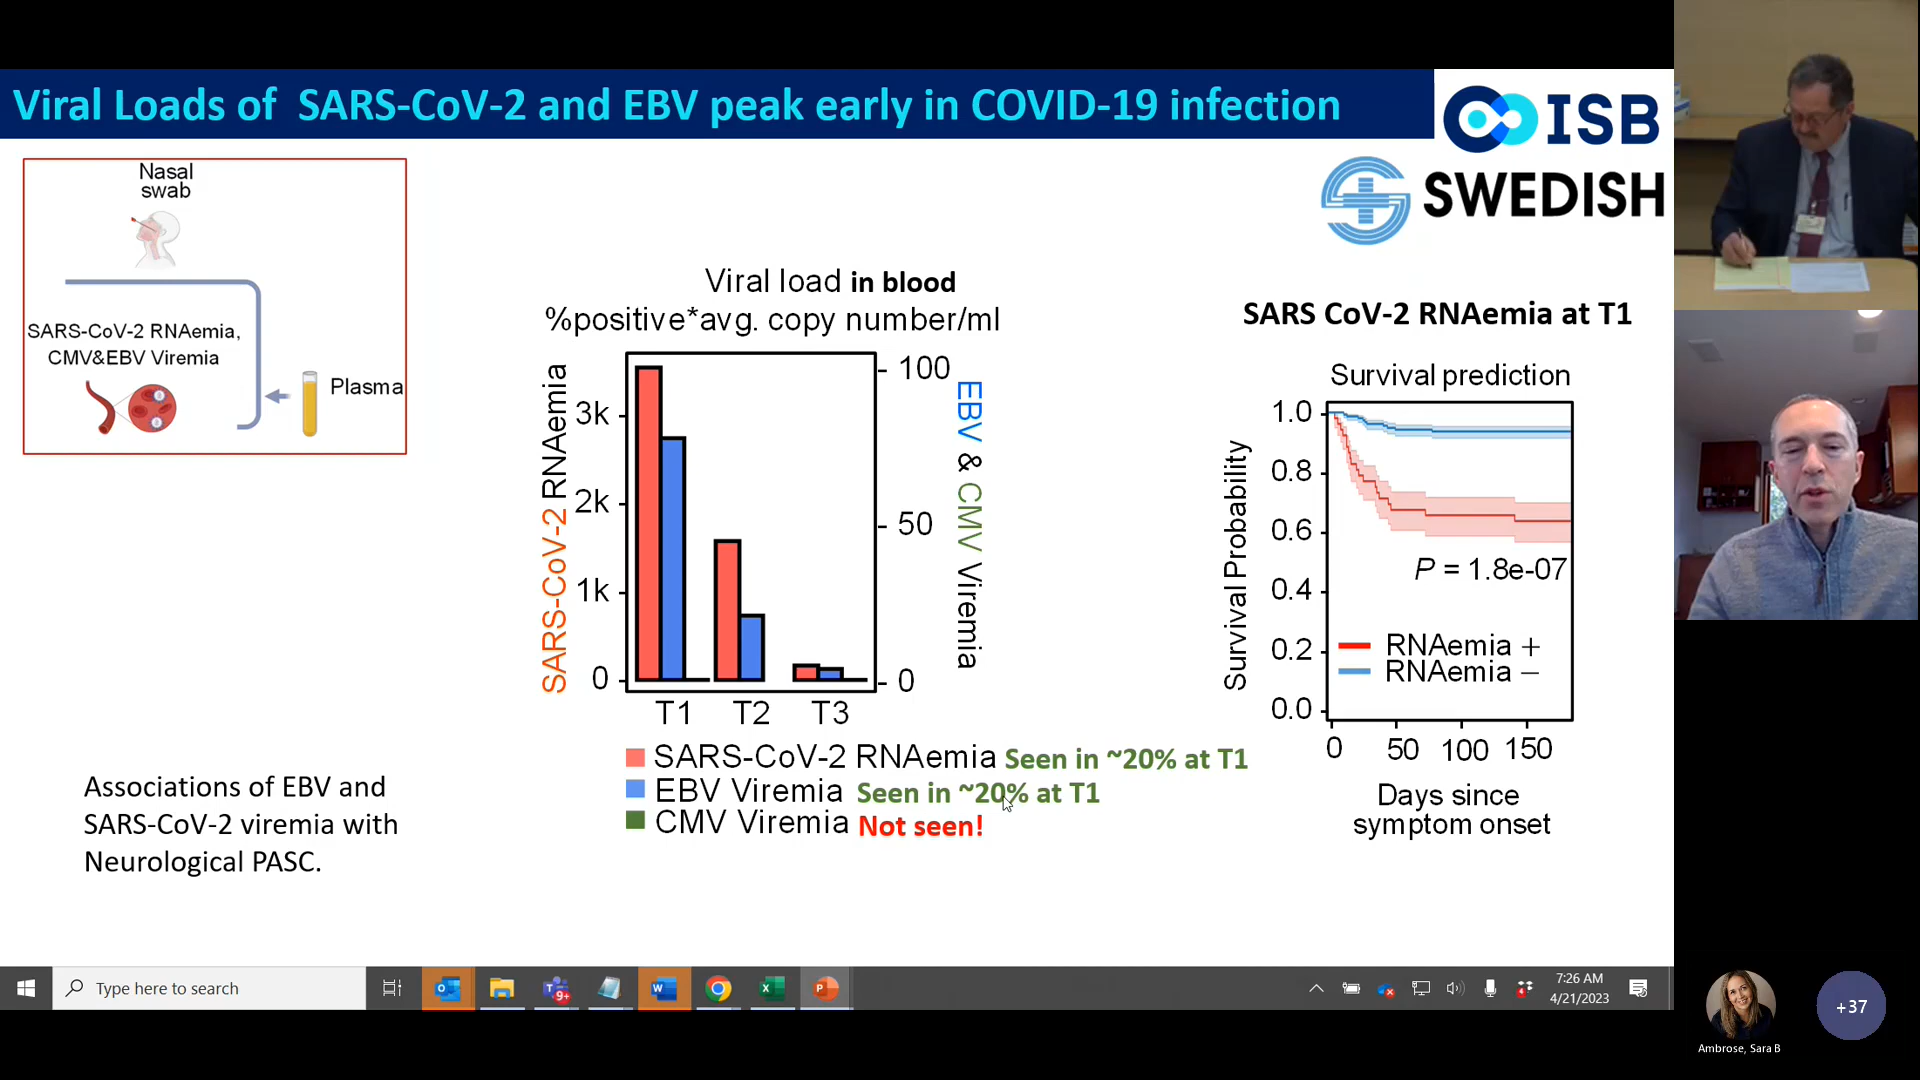 Viral Loads of SARS-CoV-2 and EBV peak early in COVID-19 infection
ISB
SWEDISH
Nasal
swab
SARS-CoV-2 RNAemia,
CMV&EBV Viremia
Plasma
Associations of EBV and
SARS-CoV-2 viremia with
Neurological PASC.
Viral load in blood
%positive*avg. copy number/ml
SARS-CoV-2 RNAemia
3k
2k
1k
0
100
50
0
EBV & CMV Viremia
T1 T2 T3
SARS-CoV-2 RNAemia Seen in ~20% at T1
EBV Viremia Seen in ~20% at T1
CMV Viremia Not seen!
SARS CoV-2 RNAemia at T1
Survival prediction
Survival Probability
1.0
0.8
0.6
0.4
0.2
0.0
P = 1.8e-07
RNAemia +
RNAemia –
0 50 100 150
Days since
symptom onset
Type here to search
9+
7:26 AM
4/21/2023
Ambrose, Sara B
+37